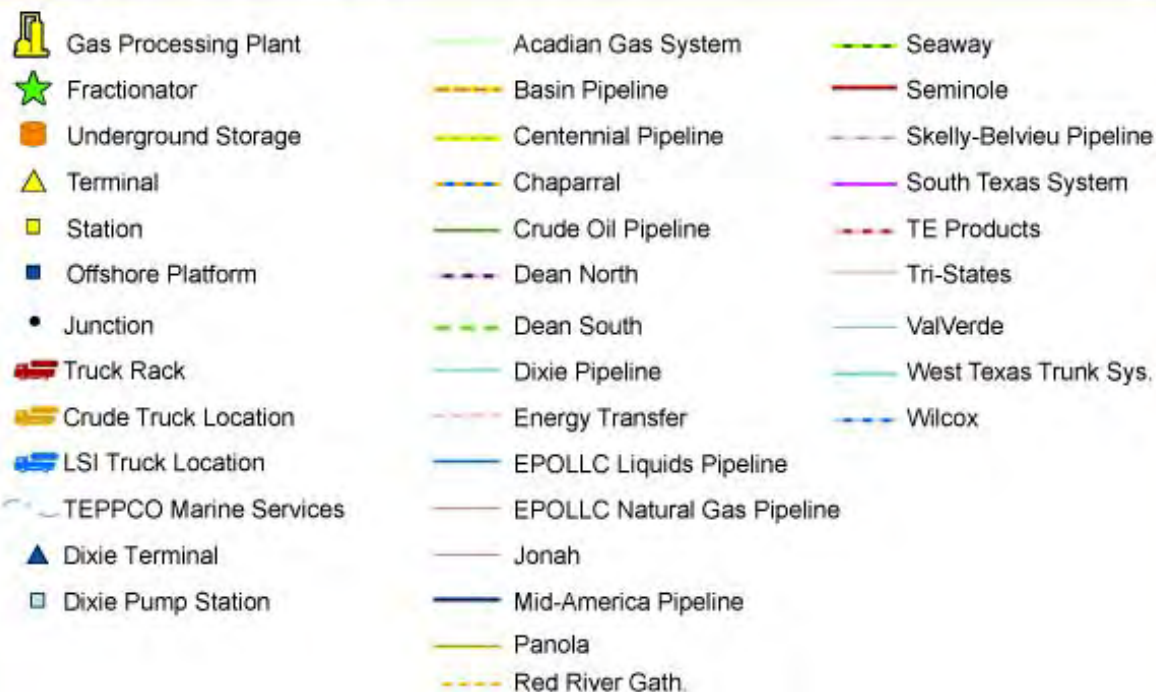 Gas Processing Plant
Fractionator
Underground Storage
Terminal
Station
Offshore Platform
Junction
Truck Rack
Crude Truck Location
LSI Truck Location
TEPPCO Marine Services
Dixie Terminal
Dixie Pump Station
Acadian Gas System
Basin Pipeline
Centennial Pipeline
Chaparral
Crude Oil Pipeline
Dean North
Dean South
Dixie Pipeline
Energy Transfer
EPOLLC Liquids Pipeline
EPOLLC Natural Gas Pipeline
Jonah
Mid-America Pipeline
Panola
Red River Gath.
Seaway
Seminole
Skelly-Belvieu Pipeline
South Texas System
TE Products
Tri-States
ValVerde
West Texas Trunk Sys.
Wilcox